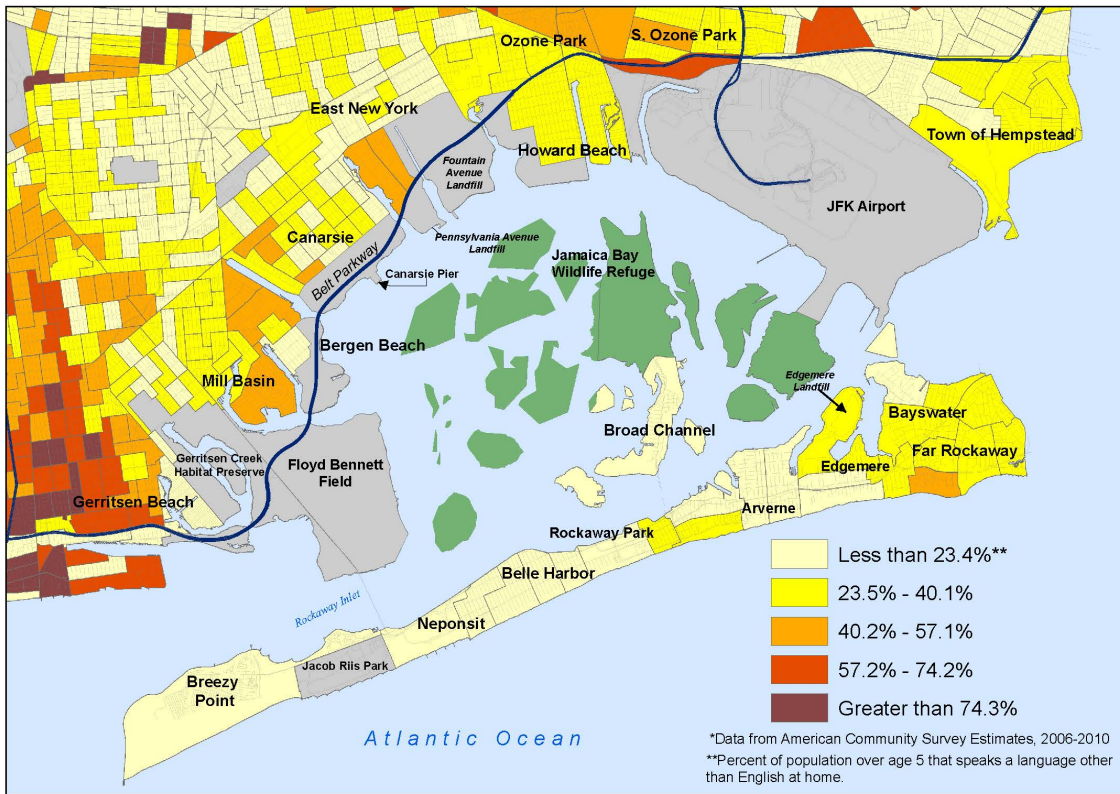 Ozone Park
S. Ozone Park
East New York
Town of Hempstead
Howard Beach
Fountain
Avenue
Landfill
JFK Airport
Canarsie
Pennsylvania Avenue
Landfill
Jamaica Bay
Wildlife Refuge
Belt Parkway
Canarsie Pier
Bergen Beach
Mill Basin
Edgemere
Landfill
Bayswater
Broad Channel
Far Rockaway
Gerritsen Creek
Habitat Preserve
Floyd Bennett
Field
Edgemere
Gerritsen Beach
Arverne
Rockaway Park
Belle Harbor
Rockaway Inlet
Neponsit
Jacob Riis Park
Breezy
Point
Atlantic Ocean
Less than 23.4%**
23.5% - 40.1%
40.2% - 57.1%
57.2% - 74.2%
Greater than 74.3%
*Data from American Community Survey Estimates, 2006-2010
**Percent of population over age 5 that speaks a language other
than English at home.